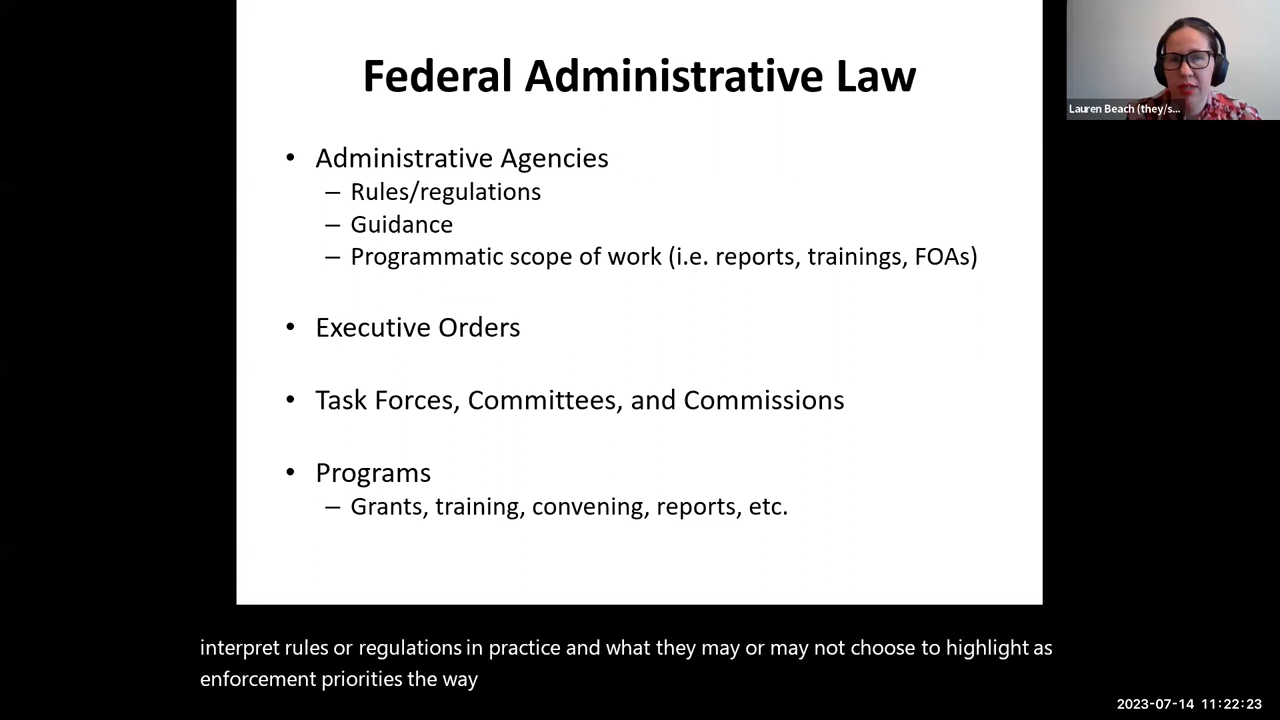 Federal Administrative Law
• Administrative Agencies
– Rules/regulations
– Guidance
– Programmatic scope of work (i.e. reports, trainings, FOAs)
• Executive Orders
• Task Forces, Committees, and Commissions
• Programs
– Grants, training, convening, reports, etc.
Lauren Beach (they/s...
interpret rules or regulations in practice and what they may or may not choose to highlight as
enforcement priorities the way
2023-07-14 11:22:23